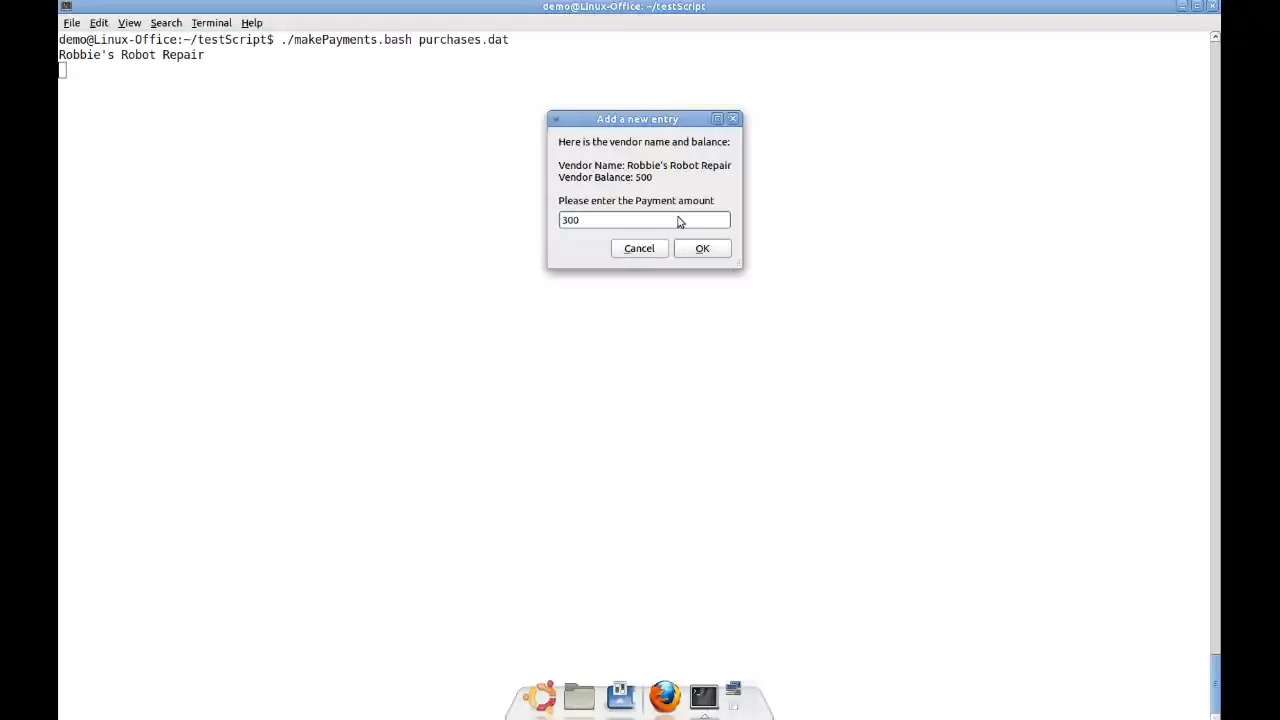 demo@Linux-Office: ~/testScript
File Edit View Search Terminal Help
demo@Linux-Office:~/testScript$ ./makePayments.bash purchases.dat
Robbie's Robot Repair
Add a new entry
Here is the vendor name and balance:
Vendor Name: Robbie's Robot Repair
Vendor Balance: 500
Please enter the Payment amount
300
Cancel OK